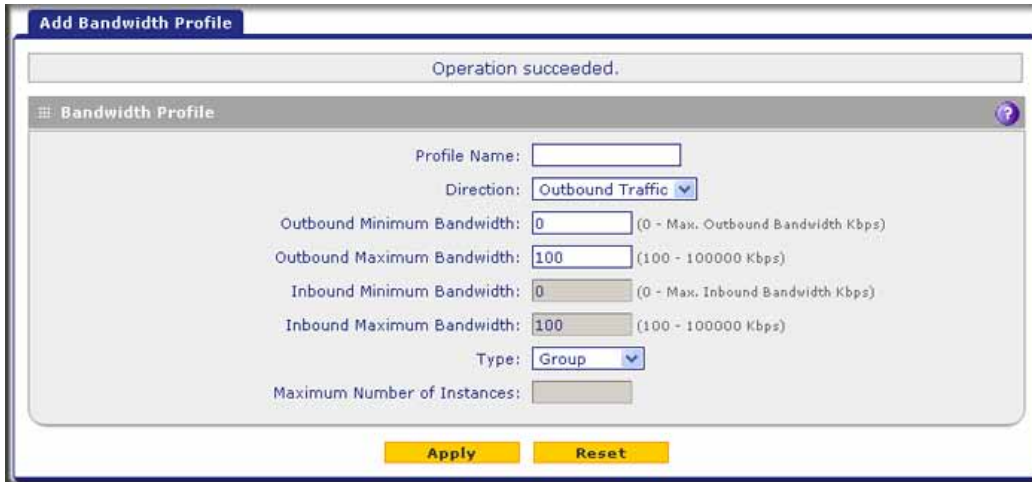 Add Bandwidth Profile
Operation succeeded.
Bandwidth Profile ?
Profile Name:
Direction: Outbound Traffic
Outbound Minimum Bandwidth: 0 (0 - Max. Outbound Bandwidth Kbps)
Outbound Maximum Bandwidth: 100 (100 - 100000 Kbps)
Inbound Minimum Bandwidth: 0 (0 - Max. Inbound Bandwidth Kbps)
Inbound Maximum Bandwidth: 100 (100 - 100000 Kbps)
Type: Group
Maximum Number of Instances:
Apply Reset